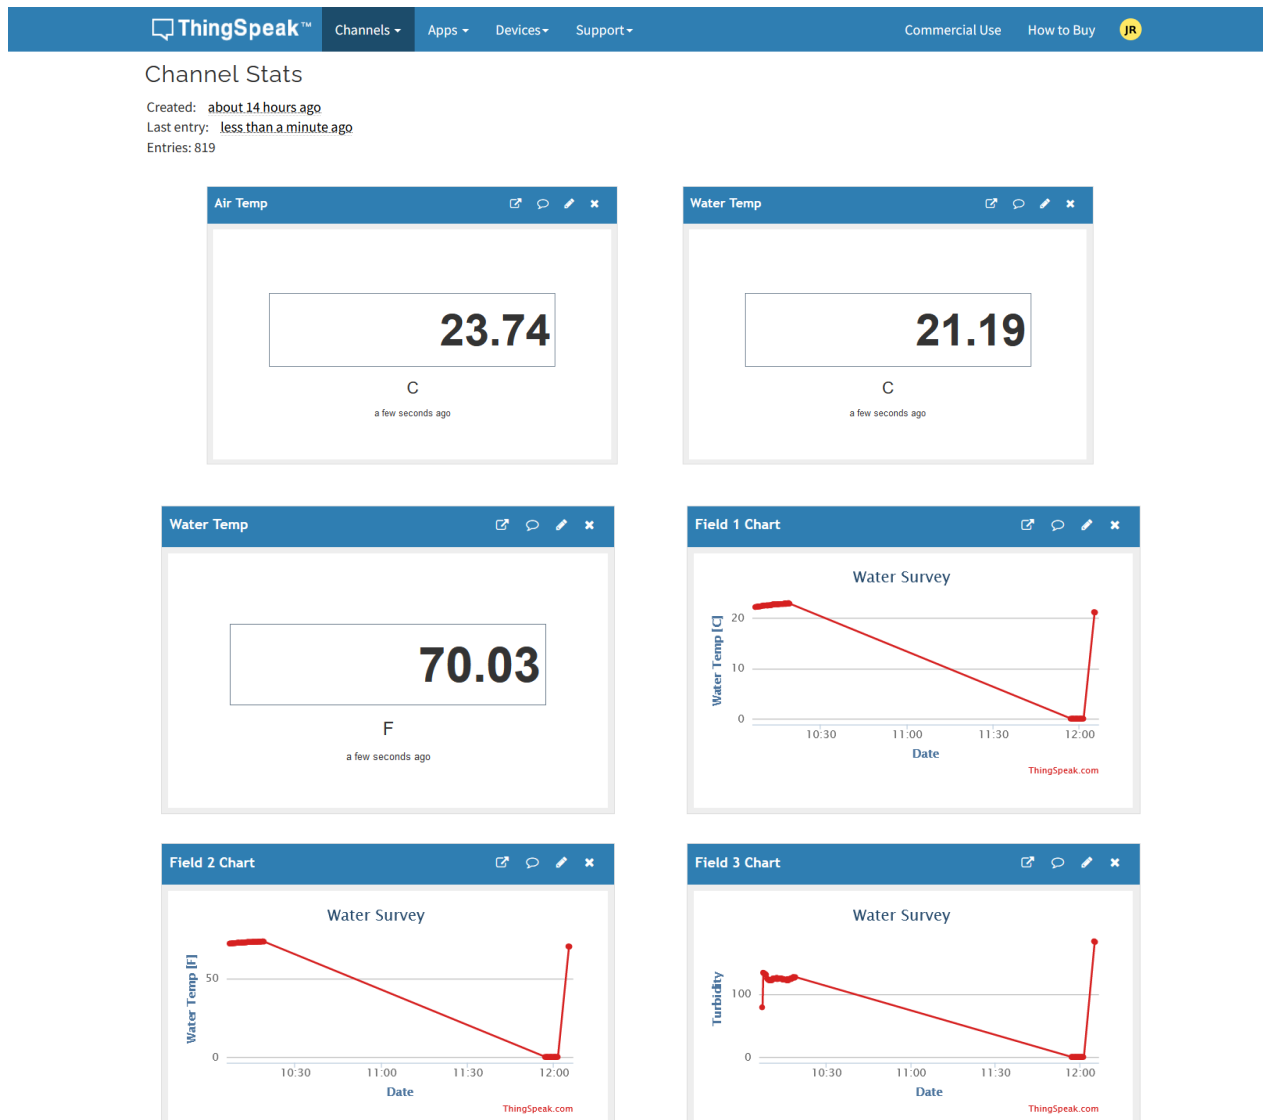 ThingSpeak™ Channels Apps Devices Support Commercial Use How to Buy JR
Channel Stats
Created: about 14 hours ago
Last entry: less than a minute ago
Entries: 819
Air Temp
23.74
C
a few seconds ago
Water Temp
21.19
C
a few seconds ago
Water Temp
70.03
F
a few seconds ago
Field 1 Chart
Water Survey
Water Temp [C]
20
10
0
10:30 11:00 11:30 12:00
Date
ThingSpeak.com
Field 2 Chart
Water Survey
Water Temp [F]
50
0
10:30 11:00 11:30 12:00
Date
ThingSpeak.com
Field 3 Chart
Water Survey
Turbidity
100
0
10:30 11:00 11:30 12:00
Date
ThingSpeak.com